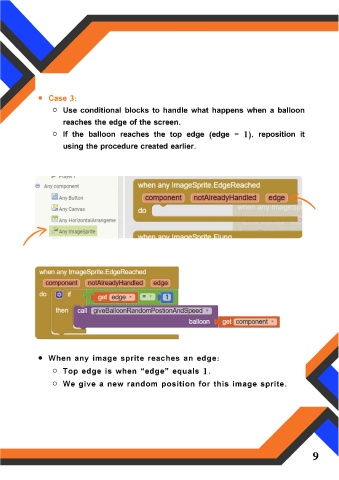 • Case 3:
○ Use conditional blocks to handle what happens when a balloon
reaches the edge of the screen.
○ If the balloon reaches the top edge (edge = 1), reposition it
using the procedure created earlier.
Any component
Any Button
Any Canvas
Any HorizontalArrangeme
Any ImageSprite
when any ImageSprite.EdgeReached
component notAlreadyHandled edge
do
when any ImageSprite.Flung
when any ImageSprite.EdgeReached
component notAlreadyHandled edge
do if get edge = 1
then call giveBalloonRandomPostionAndSpeed
balloon get component
• When any image sprite reaches an edge:
○ Top edge is when “edge” equals 1.
○ We give a new random position for this image sprite.
9